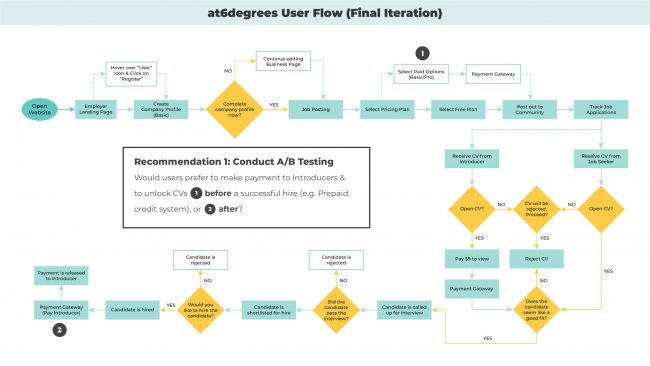 at6degrees User Flow (Final Iteration)
1
Hover over "User"
icon & Click on
"Register"
NO
Continue editing
Business Page
Select Paid Options
(Basic/Pro)
Payment Gateway
Open
Website
Employer
Landing Page
Create
Company Profile
(Basic)
Complete
company profile
now?
YES
Job Posting
Select Pricing Plan
Select Free Plan
Post out to
Community
Track Job
Applications
Recommendation 1: Conduct A/B Testing
Would users prefer to make payment to Introducers &
to unlock CVs 1 before a successful hire (e.g. Prepaid
credit system), or 2 after?
Receive CV from
Introducer
Receive CV from
Job Seeker
Open CV?
NO
CV will be
rejected.
Proceed?
NO
Open CV?
YES
YES
YES
Pay $9 to view
Reject CV
Payment Gateway
NO
Does the
candidate
seem like a
good fit?
YES
Candidate is
rejected
Candidate is
rejected
NO
NO
Payment is released
to Introducer
Payment Gateway
(Pay Introducer)
2
Candidate is hired
YES
Would you
like to hire the
candidate?
Candidate is
shortlisted for hire
Did the
candidate
pass the
interview?
Candidate is called
up for interview